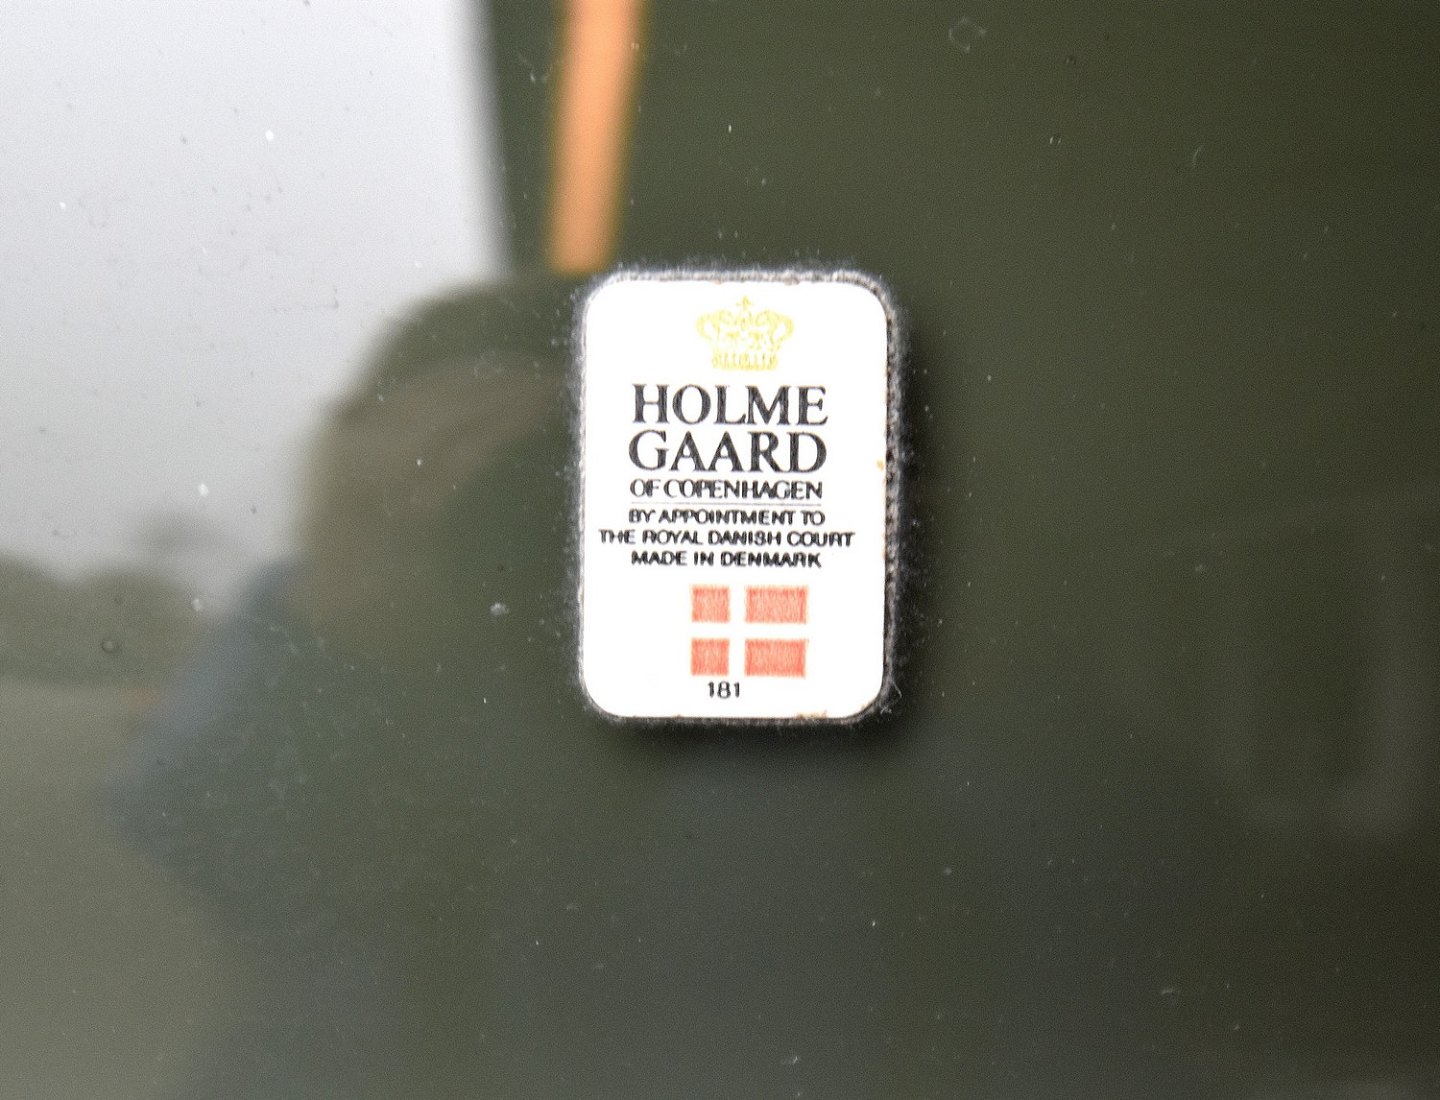 HOLME
GAARD
OF COPENHAGEN
BY APPOINTMENT TO
THE ROYAL DANISH COURT
MADE IN DENMARK
181